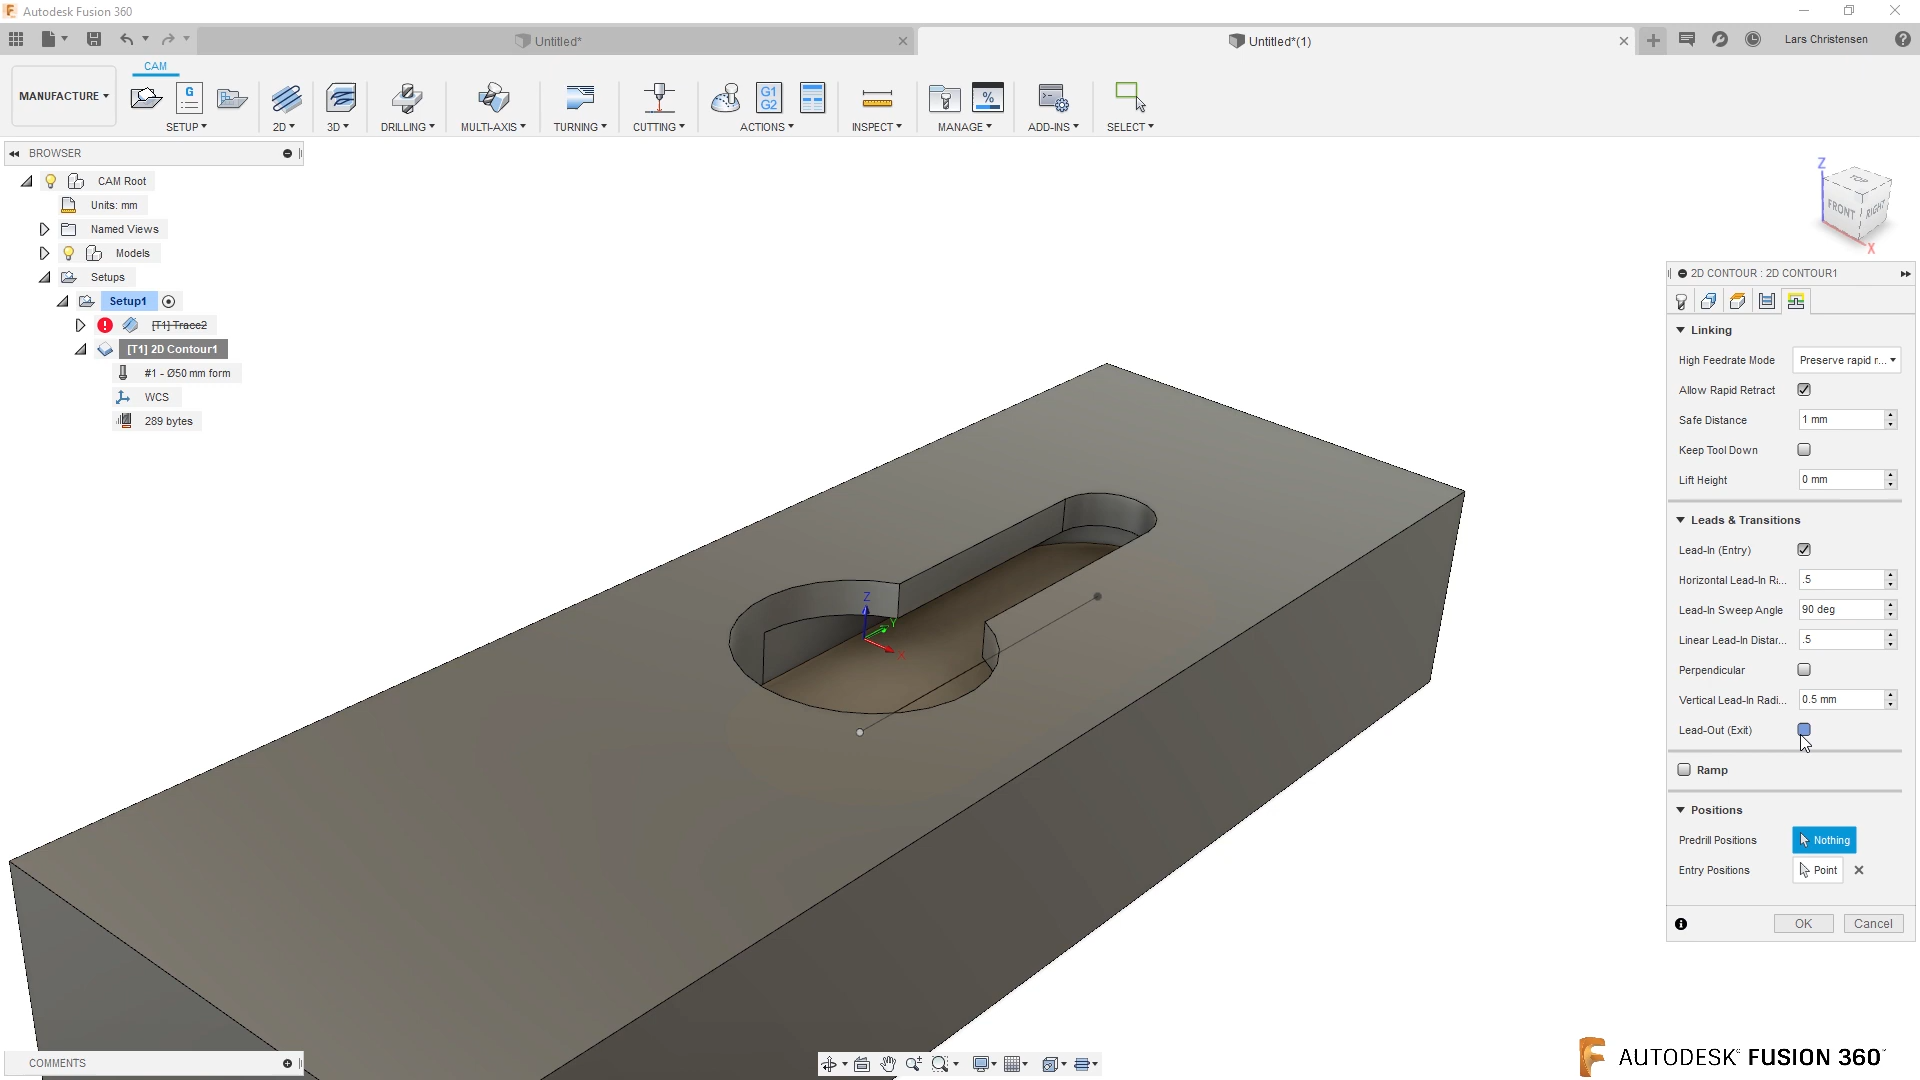 Autodesk Fusion 360
Untitled*
Untitled*(1)
Lars Christensen
MANUFACTURE
CAM
G
G1
G2
%
SETUP
2D
3D
DRILLING
MULTI-AXIS
TURNING
CUTTING
ACTIONS
INSPECT
MANAGE
ADD-INS
SELECT
BROWSER
CAM Root
Units: mm
Named Views
Models
Setups
Setup1
[T1] Trace2
[T1] 2D Contour1
#1 - Ø50 mm form
WCS
289 bytes
Z
TOP
FRONT
RIGHT
X
Z
Y
X
2D CONTOUR : 2D CONTOUR1
Linking
High Feedrate Mode
Preserve rapid r...
Allow Rapid Retract
Safe Distance
1 mm
Keep Tool Down
Lift Height
0 mm
Leads & Transitions
Lead-In (Entry)
Horizontal Lead-In R...
.5
Lead-In Sweep Angle
90 deg
Linear Lead-In Distar...
.5
Perpendicular
Vertical Lead-In Radi...
0.5 mm
Lead-Out (Exit)
Ramp
Positions
Predrill Positions
Nothing
Entry Positions
Point
OK
Cancel
COMMENTS
AUTODESK FUSION 360